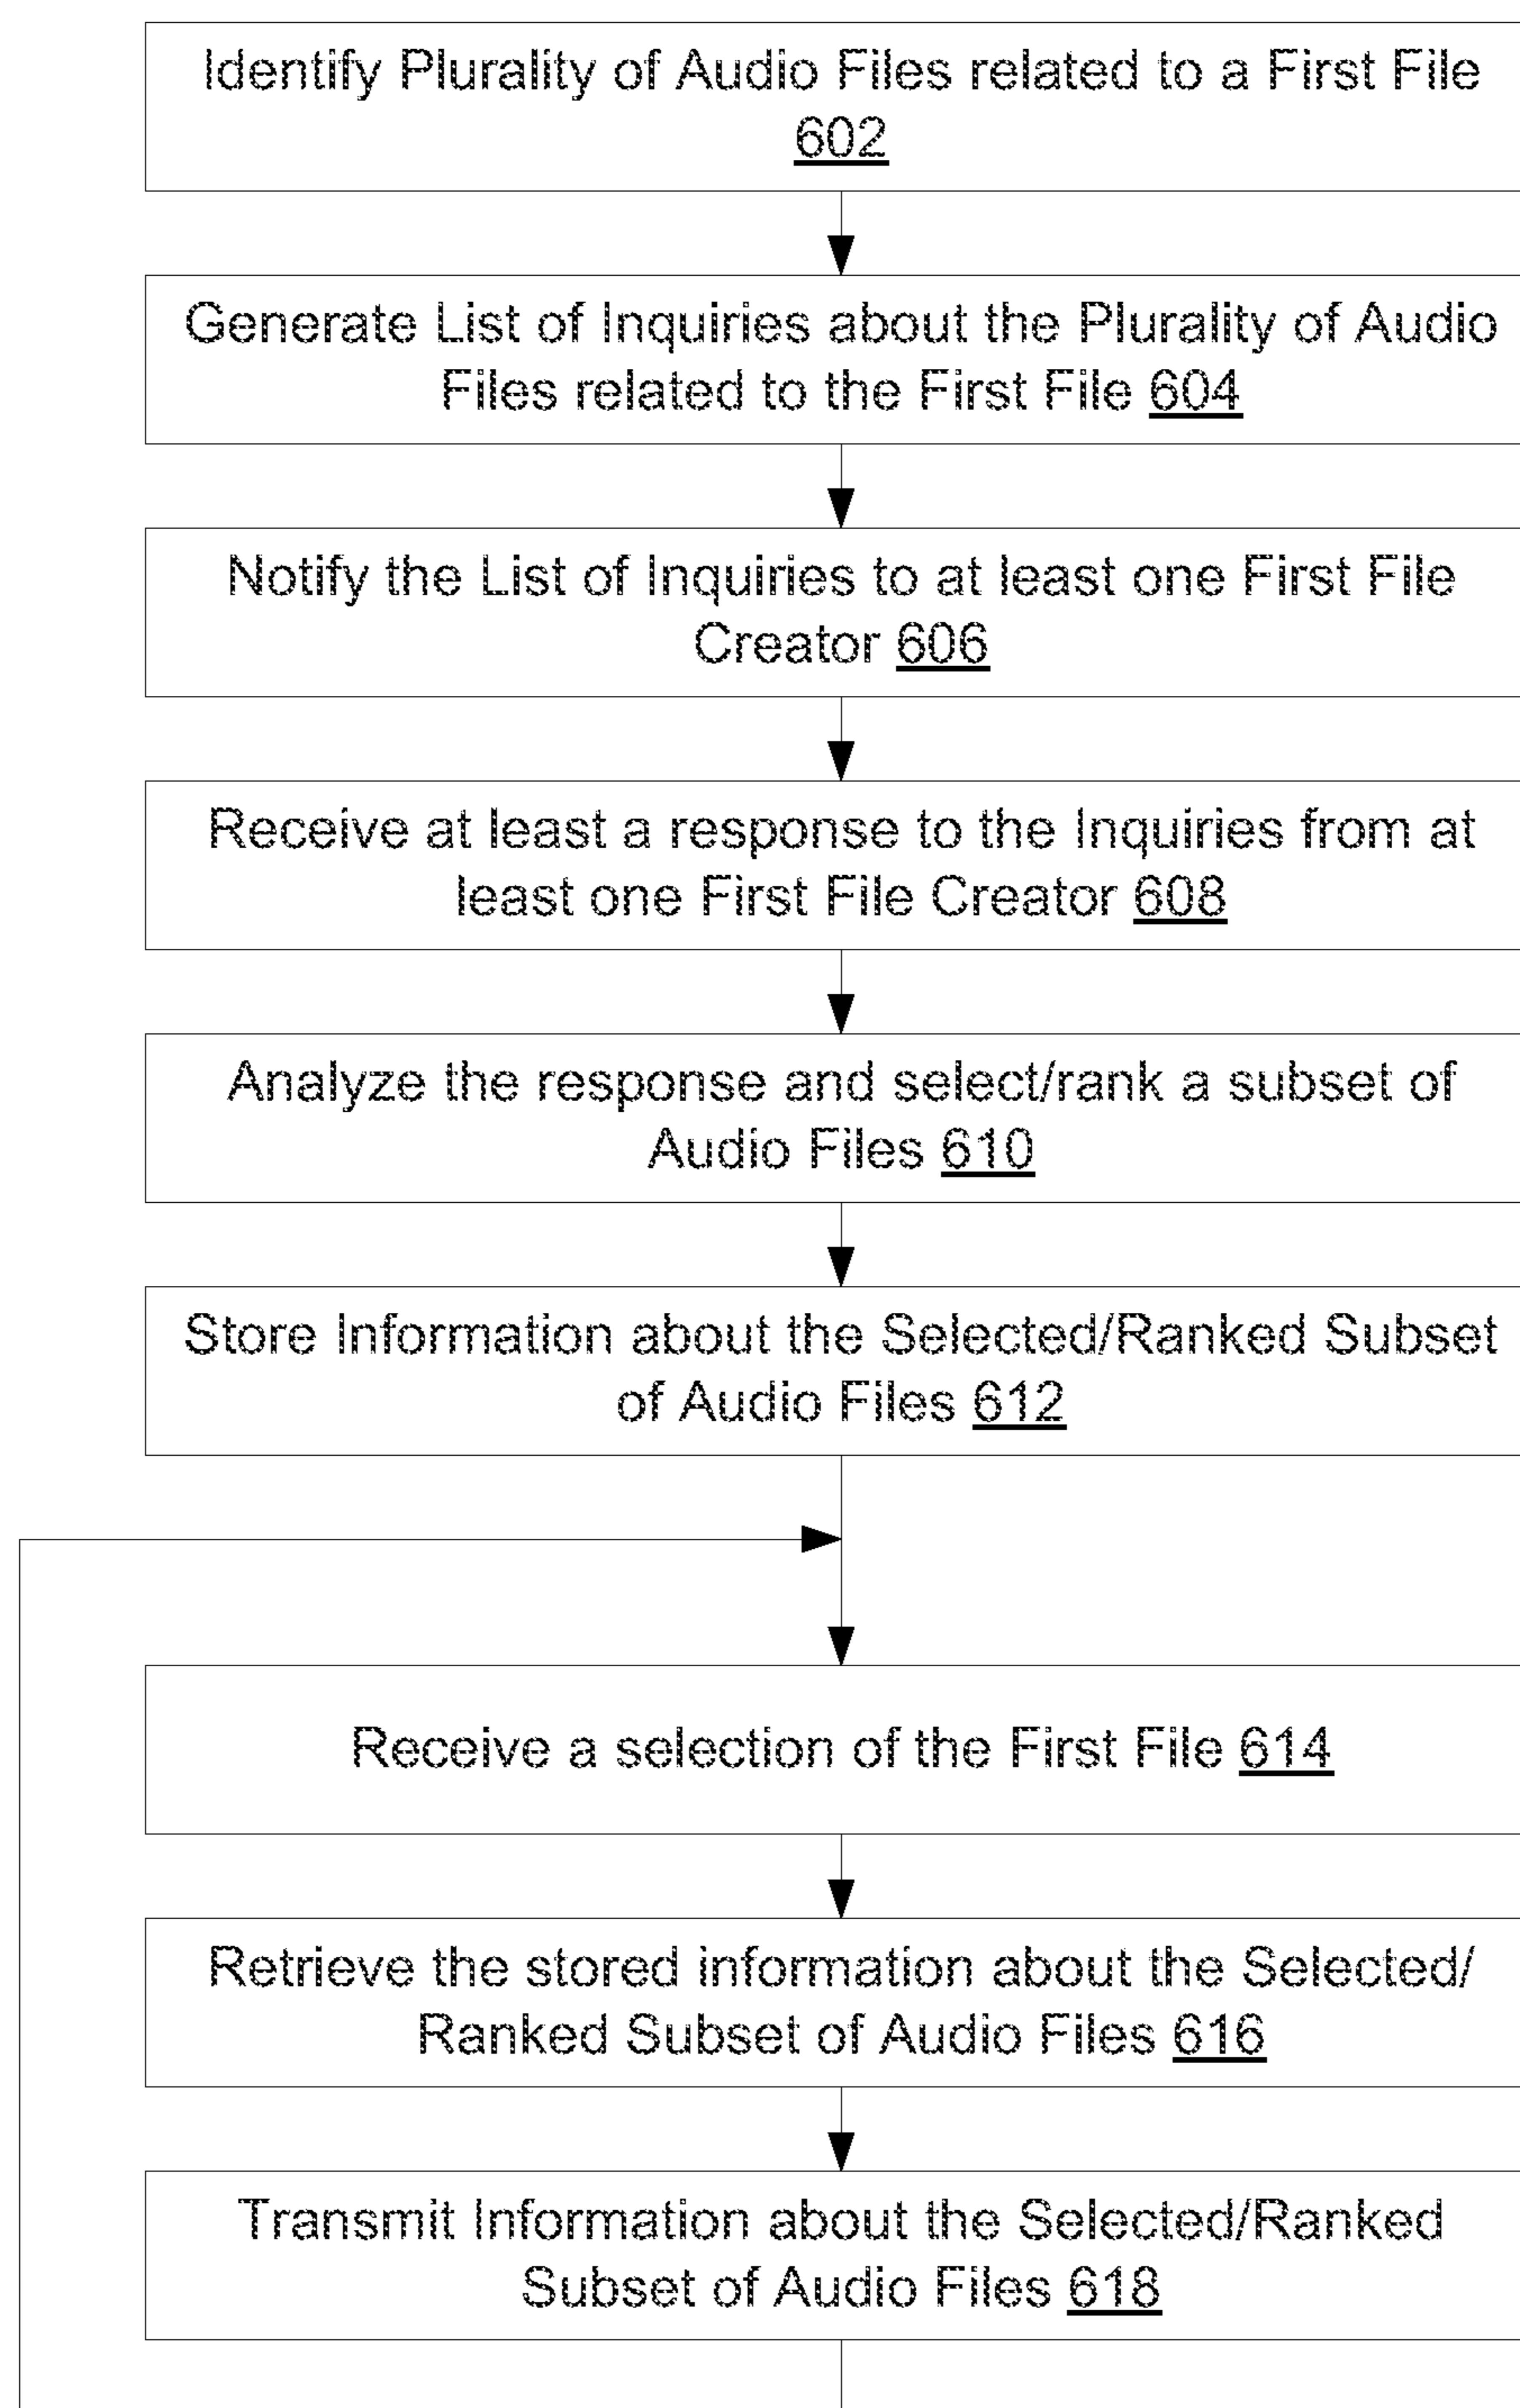 Identify Plurality of Audio Files related to a First File
602
Generate List of Inquiries about the Plurality of Audio
Files related to the First File 604
Notify the List of Inquiries to at least one First File
Creator 606
Receive at least a response to the Inquiries from at
least one First File Creator 608
Analyze the response and select/rank a subset of
Audio Files 610
Store Information about the Selected/Ranked Subset
of Audio Files 612
Receive a selection of the First File 614
Retrieve the stored information about the Selected/
Ranked Subset of Audio Files 616
Transmit Information about the Selected/Ranked
Subset of Audio Files 618